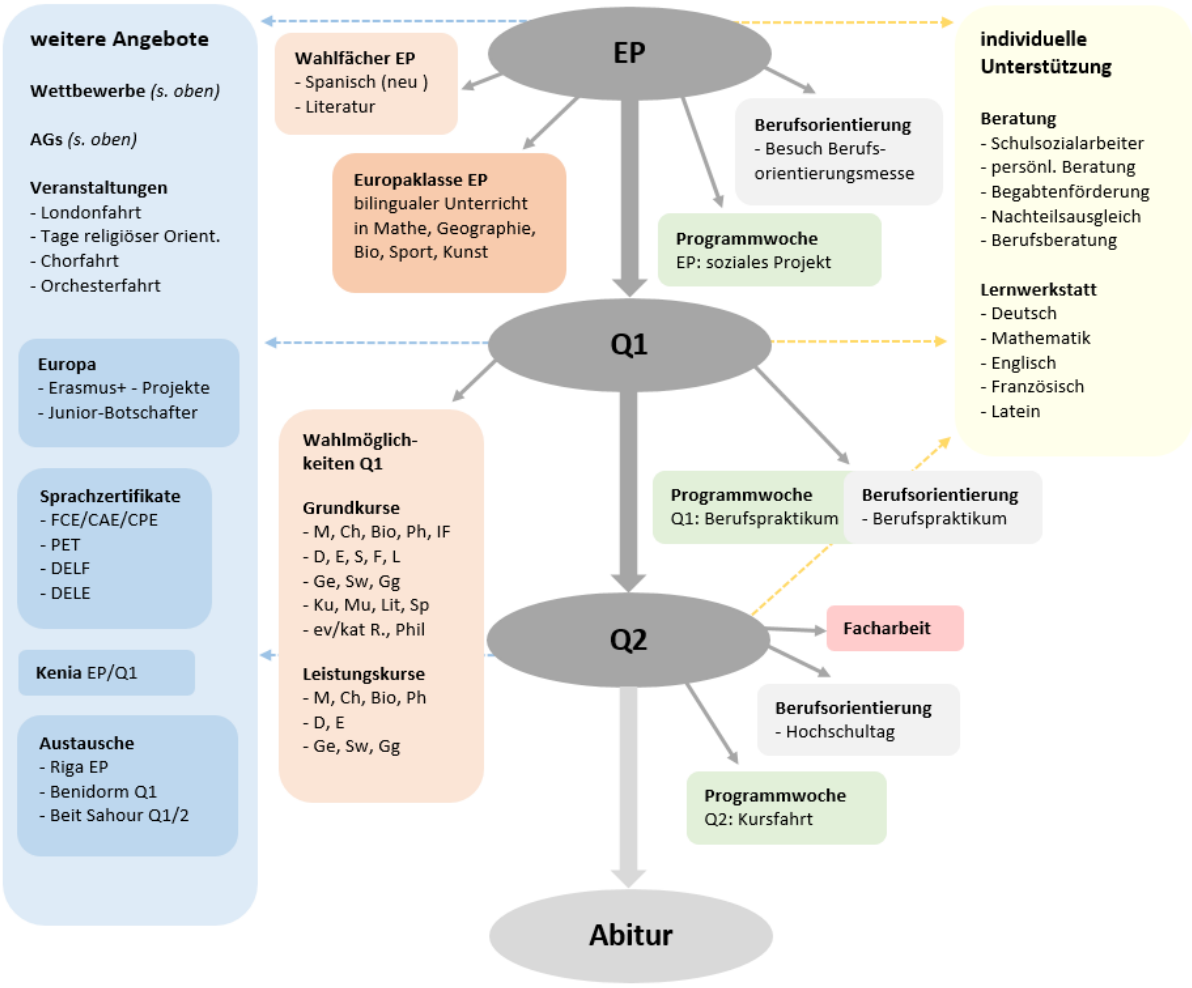 weitere Angebote
Wettbewerbe (s. oben)
AGs (s. oben)
Veranstaltungen
- Londonfahrt
- Tage religiöser Orient.
- Chorfahrt
- Orchesterfahrt
Europa
- Erasmus+ - Projekte
- Junior-Botschafter
Sprachzertifikate
- FCE/CAE/CPE
- PET
- DELF
- DELE
Kenia EP/Q1
Austausche
- Riga EP
- Benidorm Q1
- Beit Sahour Q1/2
EP
Wahlfächer EP
- Spanisch (neu )
- Literatur
Europaklasse EP
bilingualer Unterricht
in Mathe, Geographie,
Bio, Sport, Kunst
Berufsorientierung
- Besuch Berufs-
orientierungsmesse
Programmwoche
EP: soziales Projekt
Q1
Wahlmöglich-
keiten Q1
Grundkurse
- M, Ch, Bio, Ph, IF
- D, E, S, F, L
- Ge, Sw, Gg
- Ku, Mu, Lit, Sp
- ev/kat R., Phil
Leistungskurse
- M, Ch, Bio, Ph
- D, E
- Ge, Sw, Gg
Programmwoche
Q1: Berufspraktikum
Berufsorientierung
- Berufspraktikum
Q2
Facharbeit
Berufsorientierung
- Hochschultag
Programmwoche
Q2: Kursfahrt
Abitur
individuelle
Unterstützung
Beratung
- Schulsozialarbeiter
- persönl. Beratung
- Begabtenförderung
- Nachteilsausgleich
- Berufsberatung
Lernwerkstatt
- Deutsch
- Mathematik
- Englisch
- Französisch
- Latein